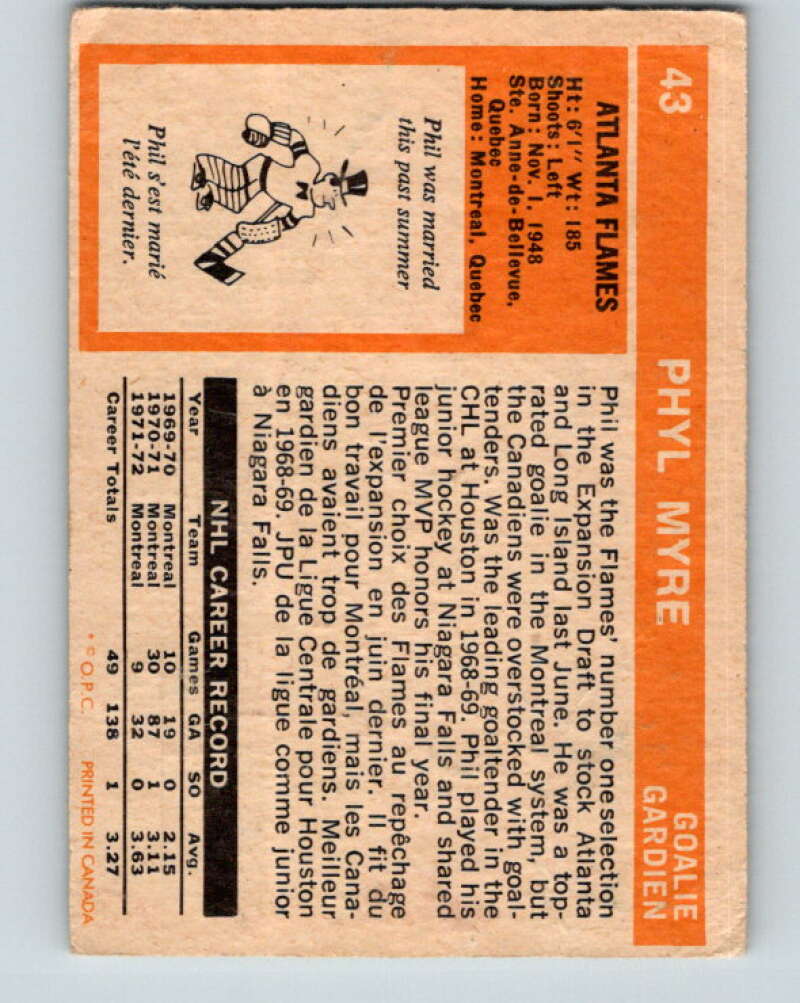 43
PHYL MYRE
GOALIE
GARDIEN
ATLANTA FLAMES
Ht: 6'1" Wt: 185
Shoots: Left
Born: Nov. 1, 1948
Ste. Anne-de-Bellevue,
Quebec
Home: Montreal, Quebec
Phil was married
this past summer
M
Phil s'est marié
l'été dernier.
Phil was the Flames' number one selection
in the Expansion Draft to stock Atlanta
and Long Island last June. He was a top-
rated goalie in the Montreal system, but
the Canadiens were overstocked with goal-
tenders. Was the leading goaltender in the
CHL at Houston in 1968-69. Phil played his
junior hockey at Niagara Falls and shared
league MVP honors his final year.
Premier choix des Flames au repêchage
de l'expansion en juin dernier. Il fit du
bon travail pour Montréal, mais les Cana-
diens avaient trop de gardiens. Meilleur
gardien de la Ligue Centrale pour Houston
en 1968-69. JPU de la ligue comme junior
à Niagara Falls.
NHL CAREER RECORD
Year Team Games GA SO Avg.
1969-70 Montreal 10 19 0 2.15
1970-71 Montreal 30 87 1 3.11
1971-72 Montreal 9 32 0 3.63
Career Totals 49 138 1 3.27
* © O.P.C. PRINTED IN CANADA